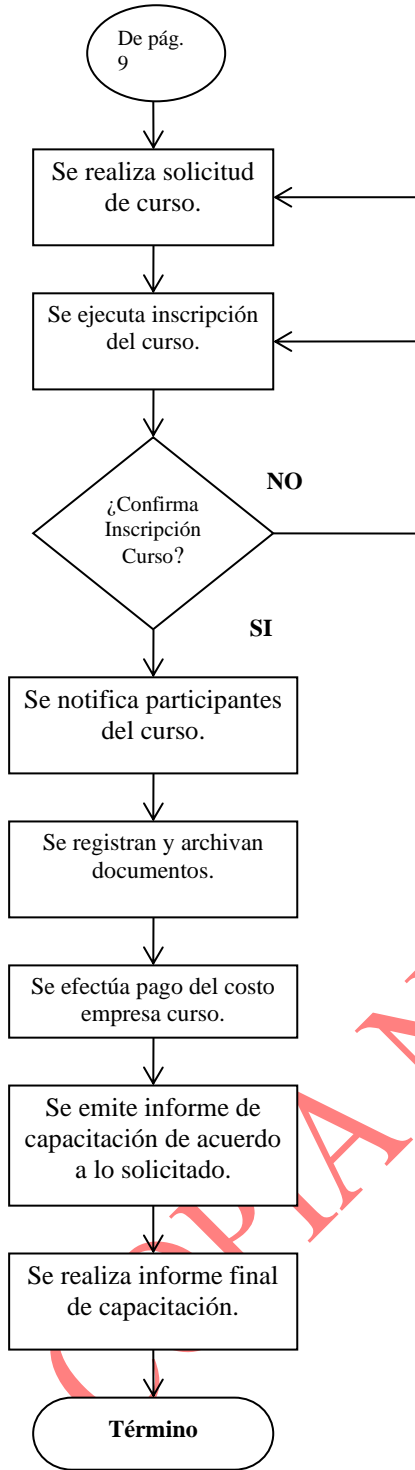 De pág.
9
Se realiza solicitud
de curso.
Se ejecuta inscripción
del curso.
¿Confirma
Inscripción
Curso?
NO
SI
Se notifica participantes
del curso.
Se registran y archivan
documentos.
Se efectúa pago del costo
empresa curso.
Se emite informe de
capacitación de acuerdo
a lo solicitado.
Se realiza informe final
de capacitación.
Término